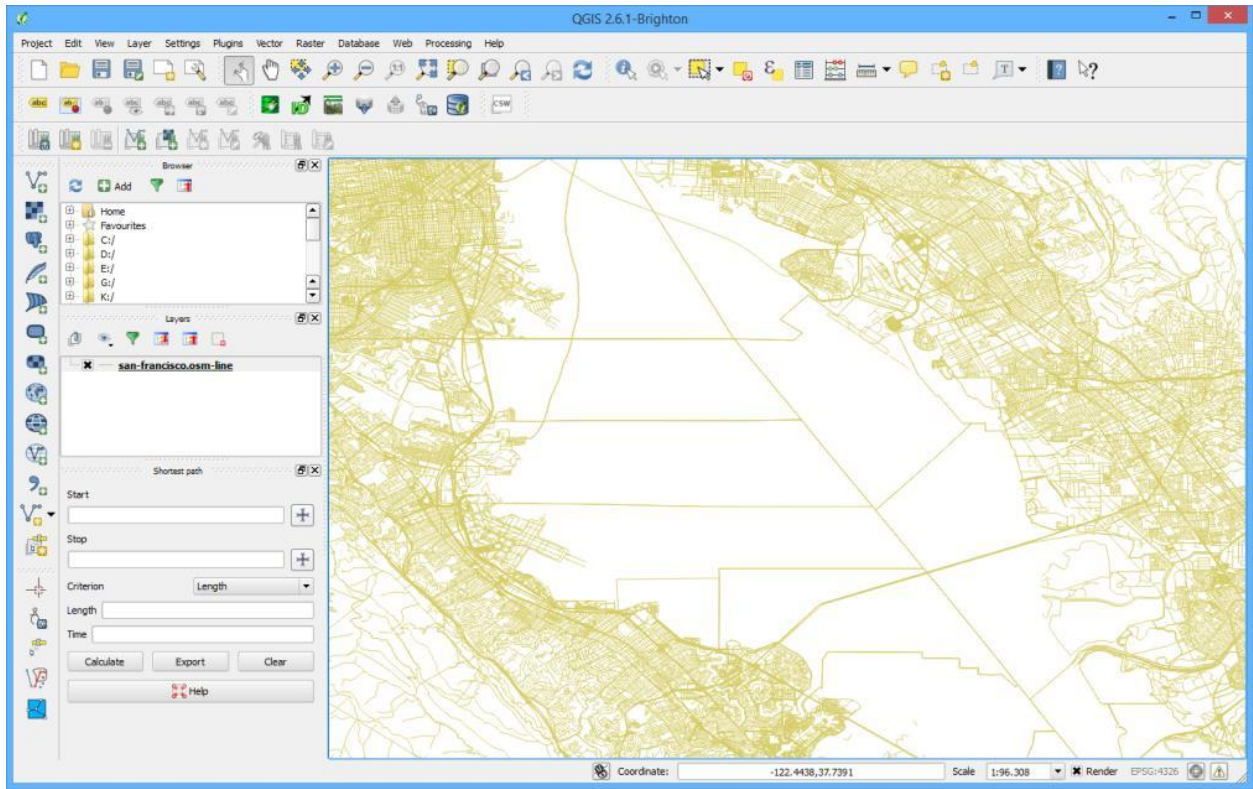 QGIS 2.6.1-Brighton
Project Edit View Layer Settings Plugins Vector Raster Database Web Processing Help
abc
CSW
Browser
Add
Home
Favourites
C:/
D:/
E:/
G:/
K:/
Layers
san-francisco.osm-line
Shortest path
Start
Stop
Criterion Length
Length
Time
Calculate Export Clear
Help
Coordinate: -122.4438,37.7391 Scale 1:96.308 Render EPSG:4326